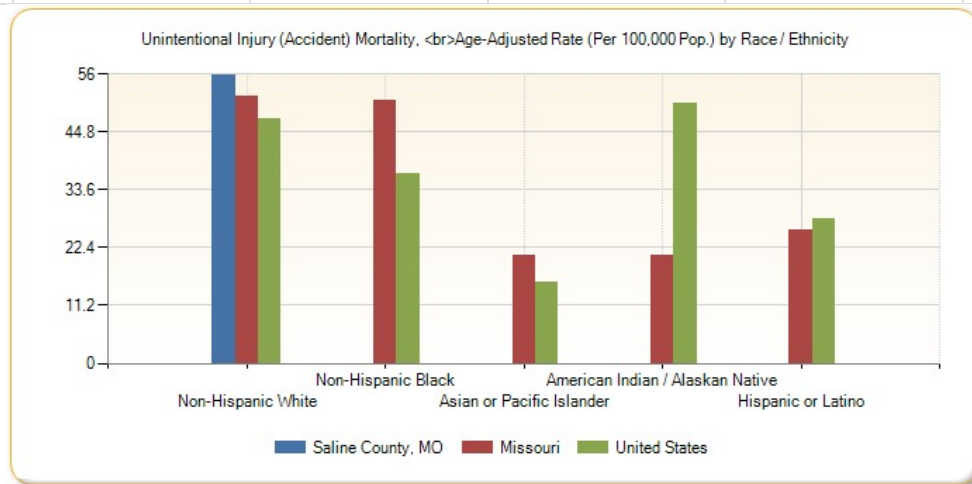 Unintentional Injury (Accident) Mortality, <br>Age-Adjusted Rate (Per 100,000 Pop.) by Race / Ethnicity
56
44.8
33.6
22.4
11.2
0
Non-Hispanic Black American Indian / Alaskan Native
Non-Hispanic White Asian or Pacific Islander Hispanic or Latino
Saline County, MO Missouri United States